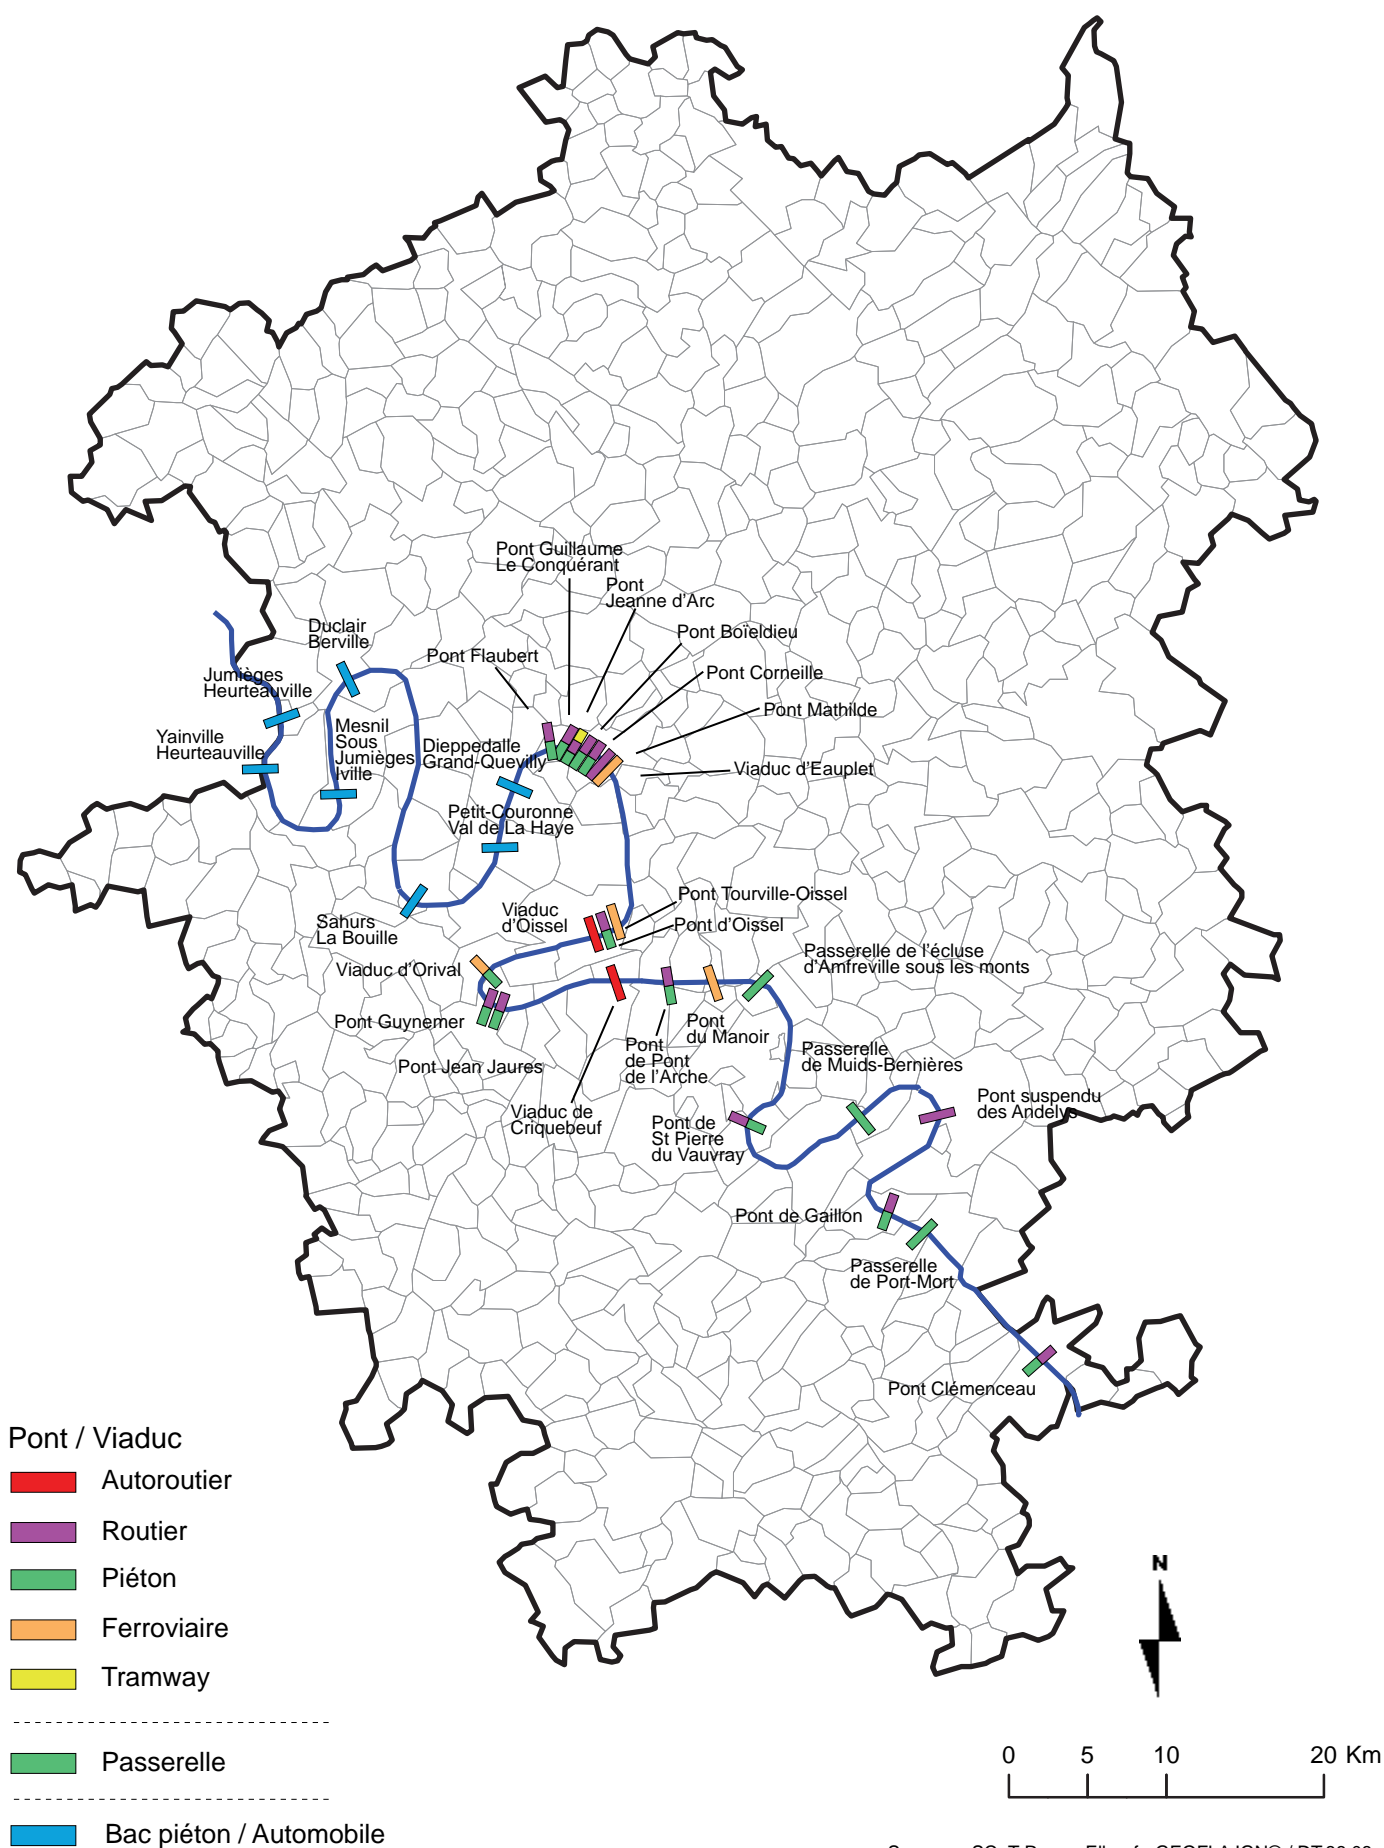 Pont Guillaume
Le Conquérant
Pont
Jeanne d'Arc
Duclair
Berville
Pont Boïeldieu
Pont Flaubert
Pont Corneille
Jumièges
Heurteauville
Pont Mathilde
Mesnil
Sous
Jumièges
Iville
Yainville
Heurteauville
Dieppedalle
Grand-Quevilly
Viaduc d'Eauplet
Petit-Couronne
Val de La Haye
Pont Tourville-Oissel
Viaduc
d'Oissel
Sahurs
La Bouille
Pont d'Oissel
Passerelle de l'écluse
d'Amfreville sous les monts
Viaduc d'Orival
Pont Guynemer
Pont
du Manoir
Pont
de Pont
de l'Arche
Passerelle
de Muids-Bernières
Pont Jean Jaures
Pont suspendu
des Andelys
Viaduc de
Criquebeuf
Pont de
St Pierre
du Vauvray
Pont de Gaillon
Passerelle
de Port-Mort
Pont Clémenceau
Pont / Viaduc
Autoroutier
Routier
Piéton
Ferroviaire
Tramway
Passerelle
Bac piéton / Automobile
N
0 5 10 20 Km